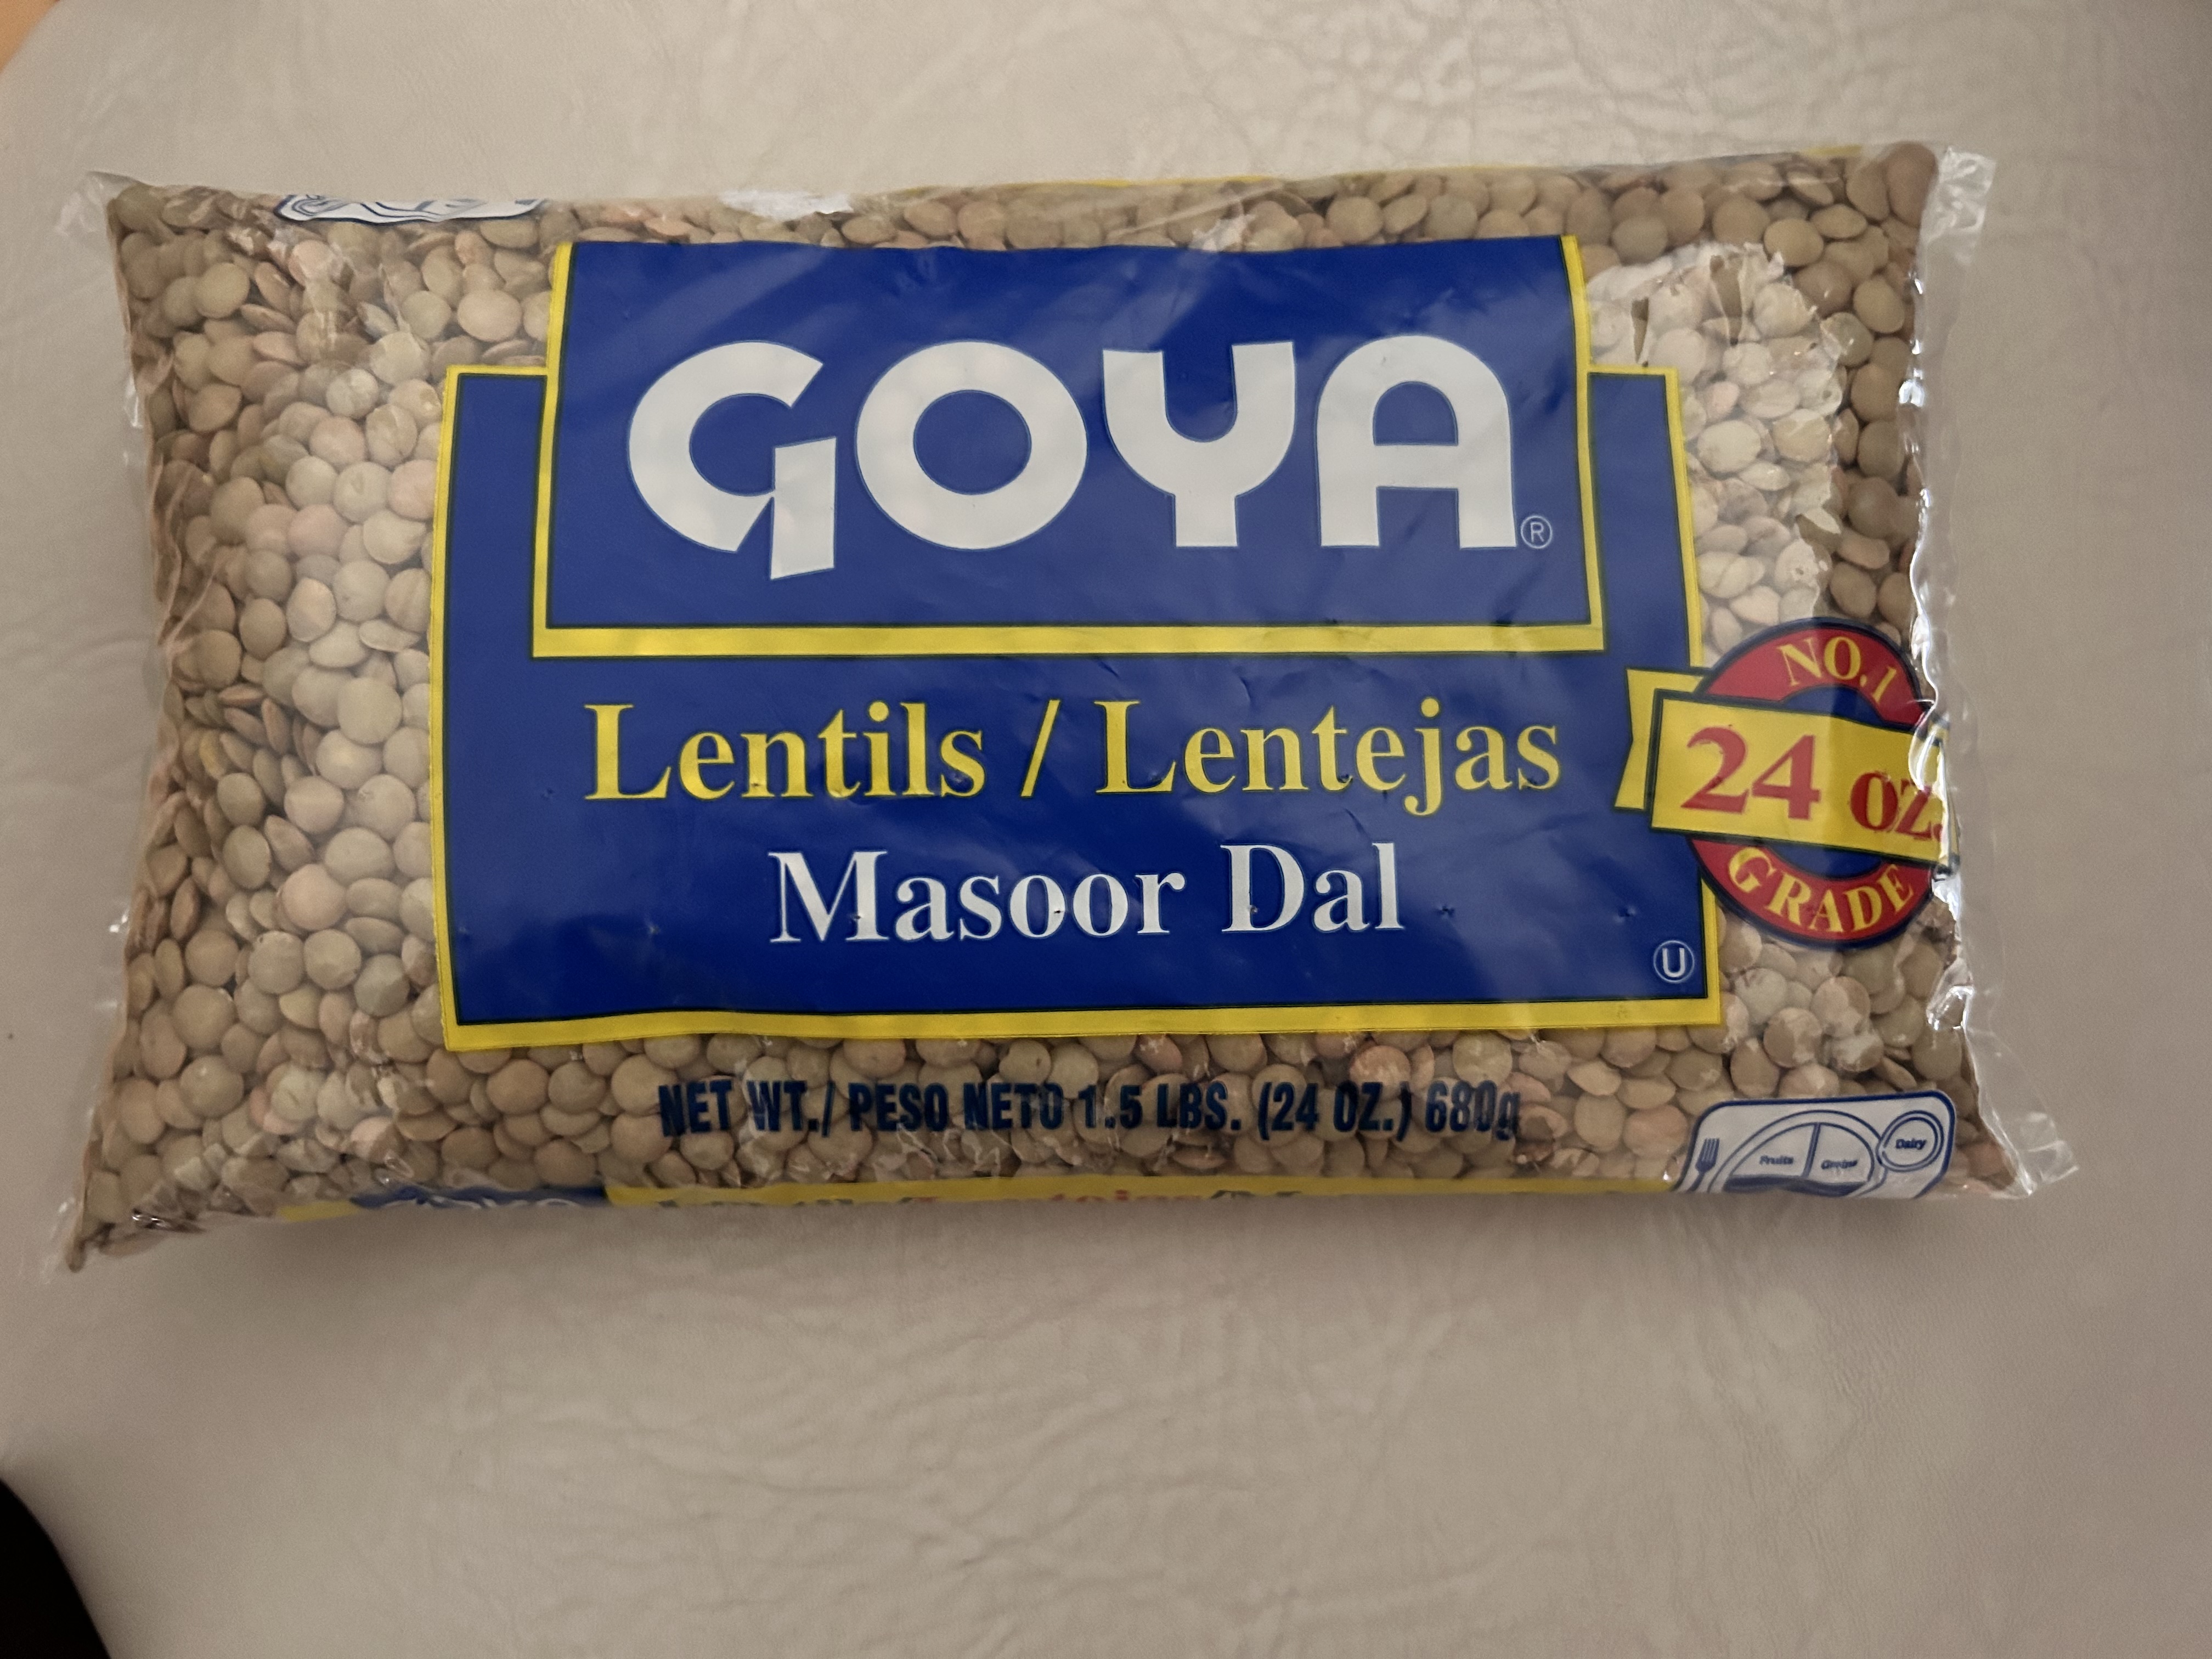 GOYA®
Lentils / Lentejas
Masoor Dal
NO.1
24 OZ.
GRADE
U
NET WT./ PESO NETO 1.5 LBS. (24 OZ.) 680g
Fruits
Grains
Dairy